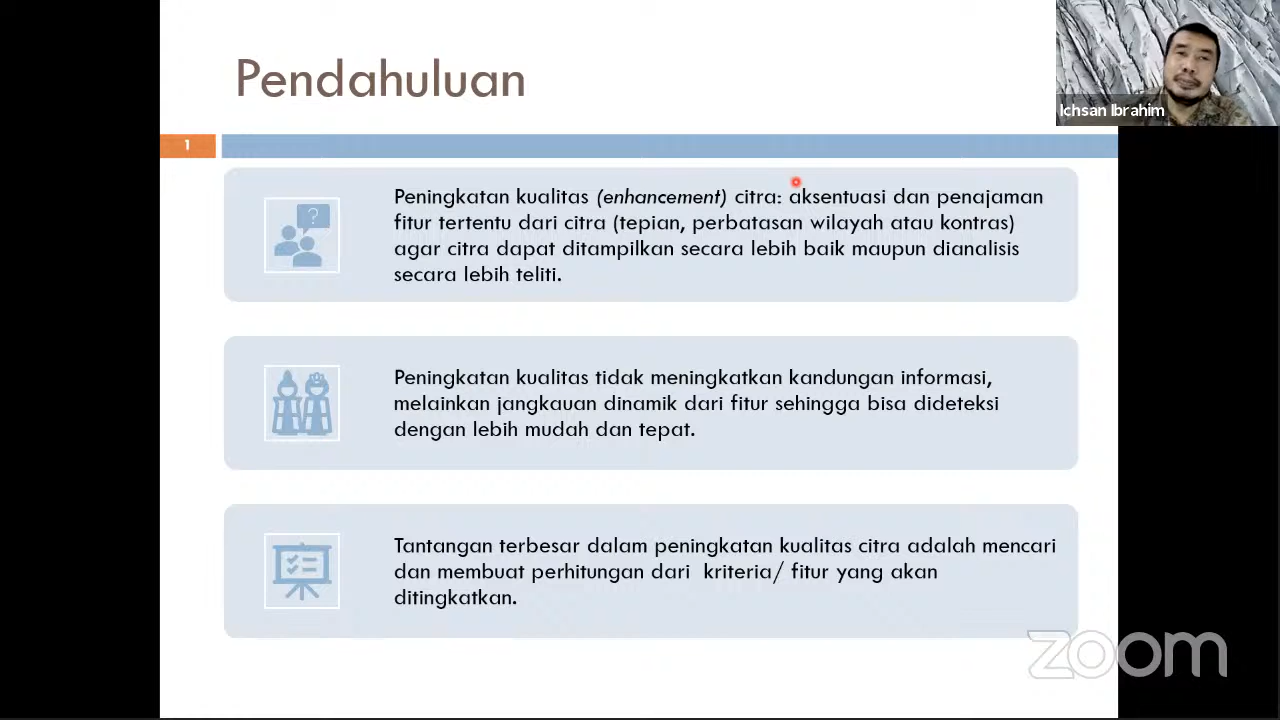 Pendahuluan
Ichsan Ibrahim
1
?
Peningkatan kualitas (enhancement) citra: aksentuasi dan penajaman
fitur tertentu dari citra (tepian, perbatasan wilayah atau kontras)
agar citra dapat ditampilkan secara lebih baik maupun dianalisis
secara lebih teliti.
Peningkatan kualitas tidak meningkatkan kandungan informasi,
melainkan jangkauan dinamik dari fitur sehingga bisa dideteksi
dengan lebih mudah dan tepat.
Tantangan terbesar dalam peningkatan kualitas citra adalah mencari
dan membuat perhitungan dari  kriteria/ fitur yang akan
ditingkatkan.
zoom